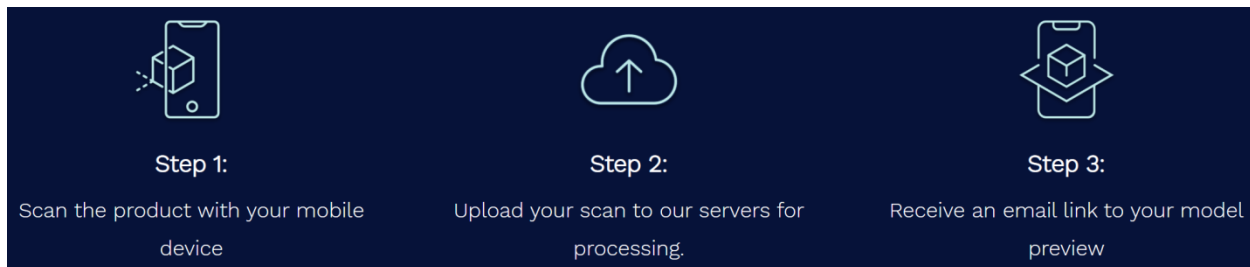 Step 1:
Scan the product with your mobile
device
Step 2:
Upload your scan to our servers for
processing.
Step 3:
Receive an email link to your model
preview